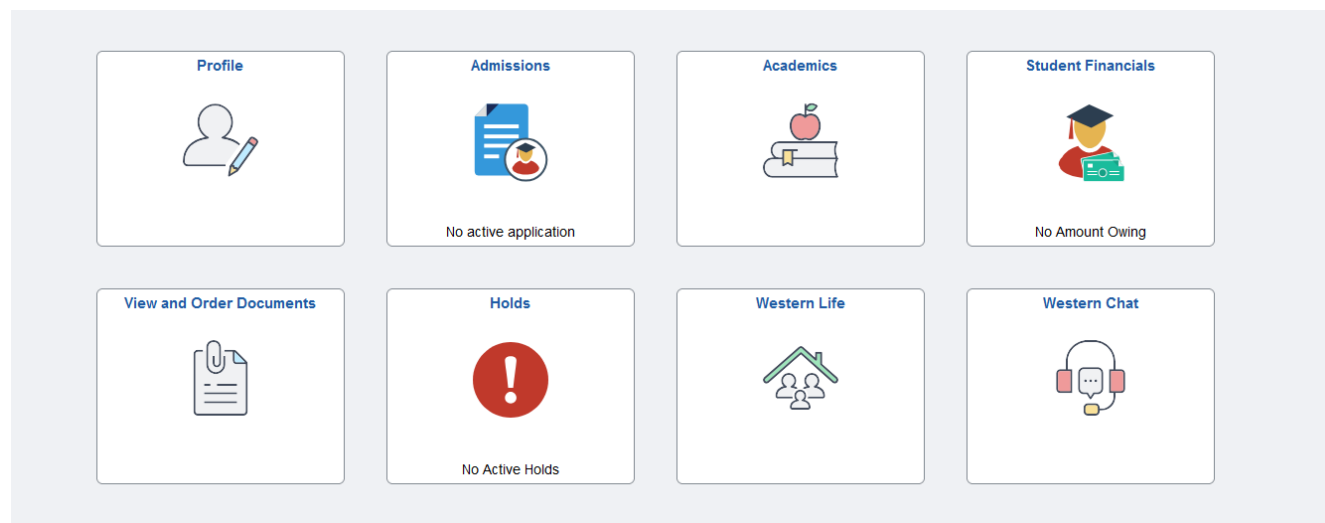 Profile
Admissions
No active application
Academics
Student Financials
No Amount Owing
View and Order Documents
Holds
No Active Holds
Western Life
Western Chat